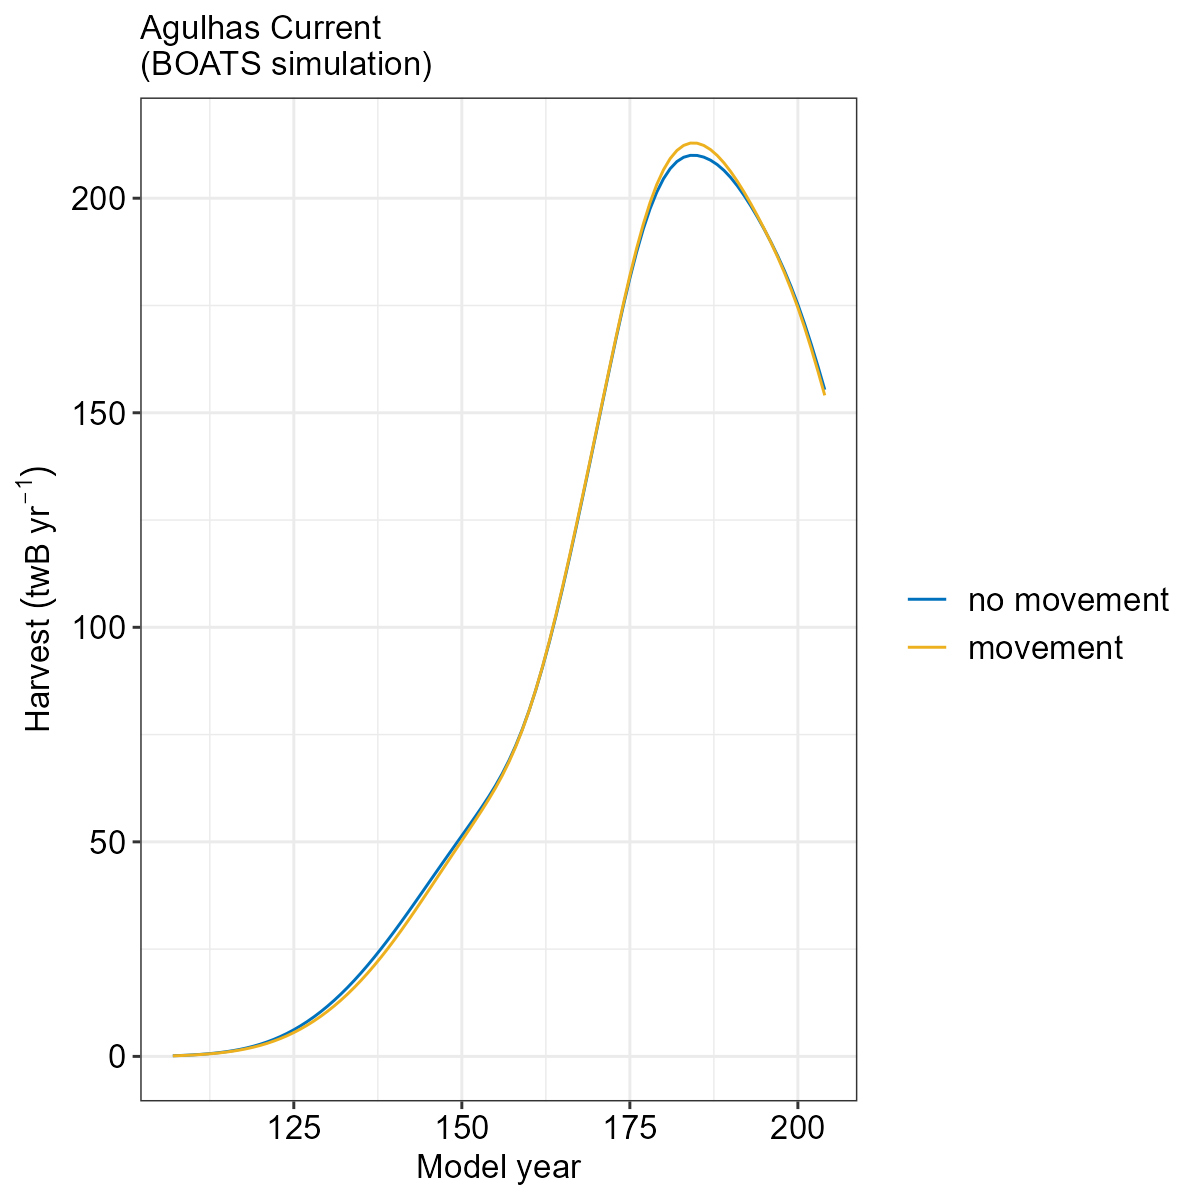 Agulhas Current
(BOATS simulation)
200
150
100
50
0
Harvest (twB yr⁻¹)
125 150 175 200
Model year
no movement
movement